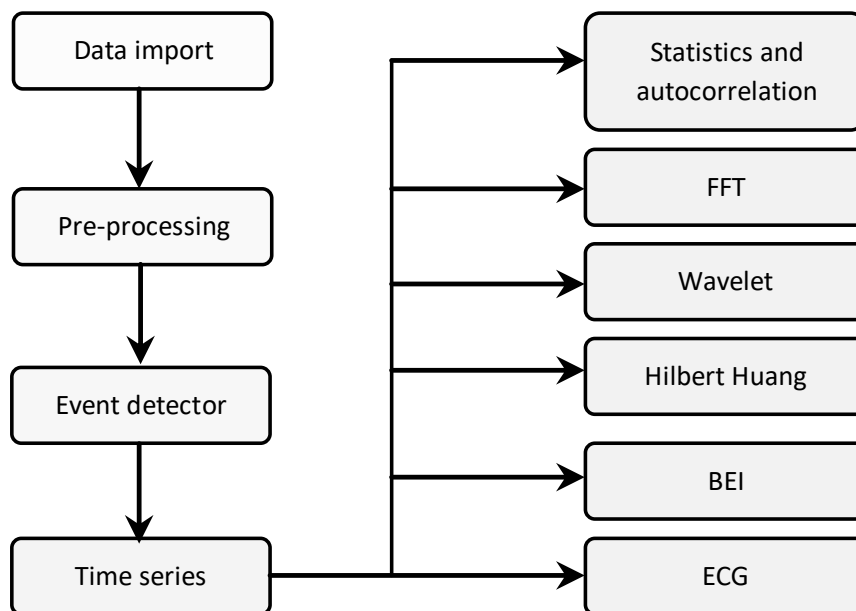 Data import
Pre-processing
Event detector
Time series
Statistics and
autocorrelation
FFT
Wavelet
Hilbert Huang
BEI
ECG